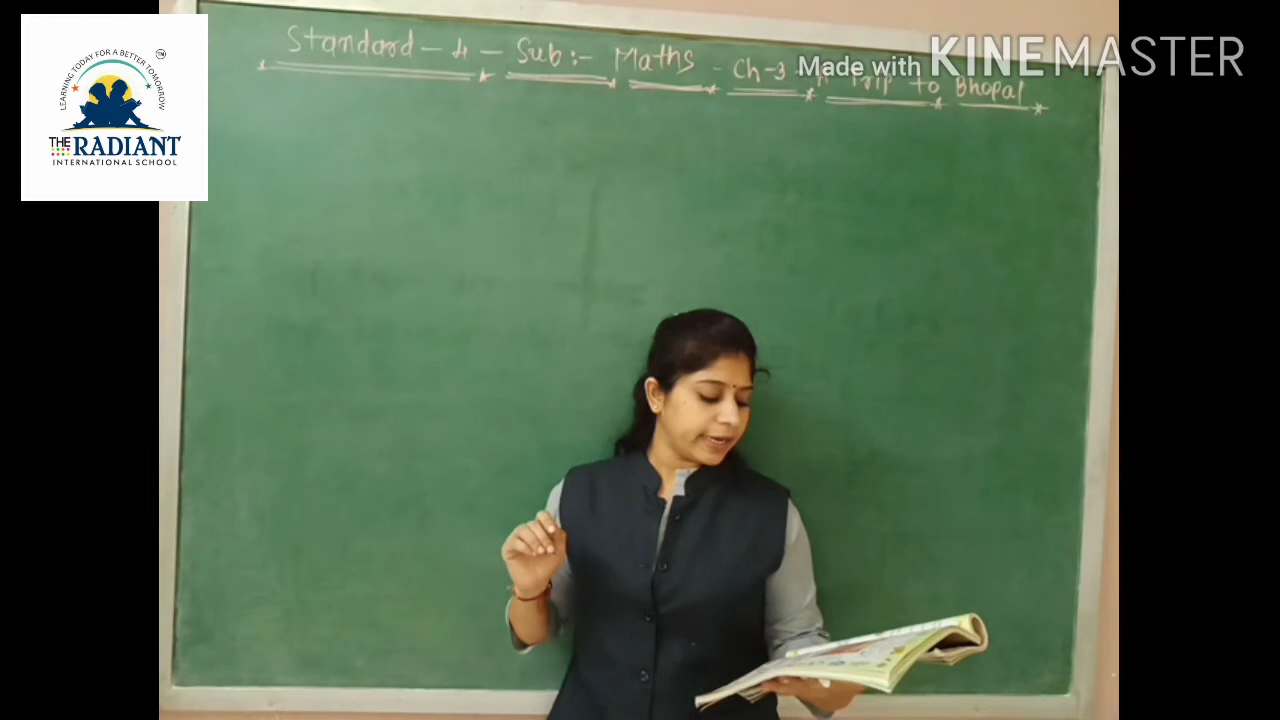 LEARNING TODAY FOR A BETTER TOMORROW
TM
THE RADIANT
INTERNATIONAL SCHOOL
Standard - 4 - Sub:- Maths - Ch-3 A Trip to Bhopal
Made with KINEMASTER